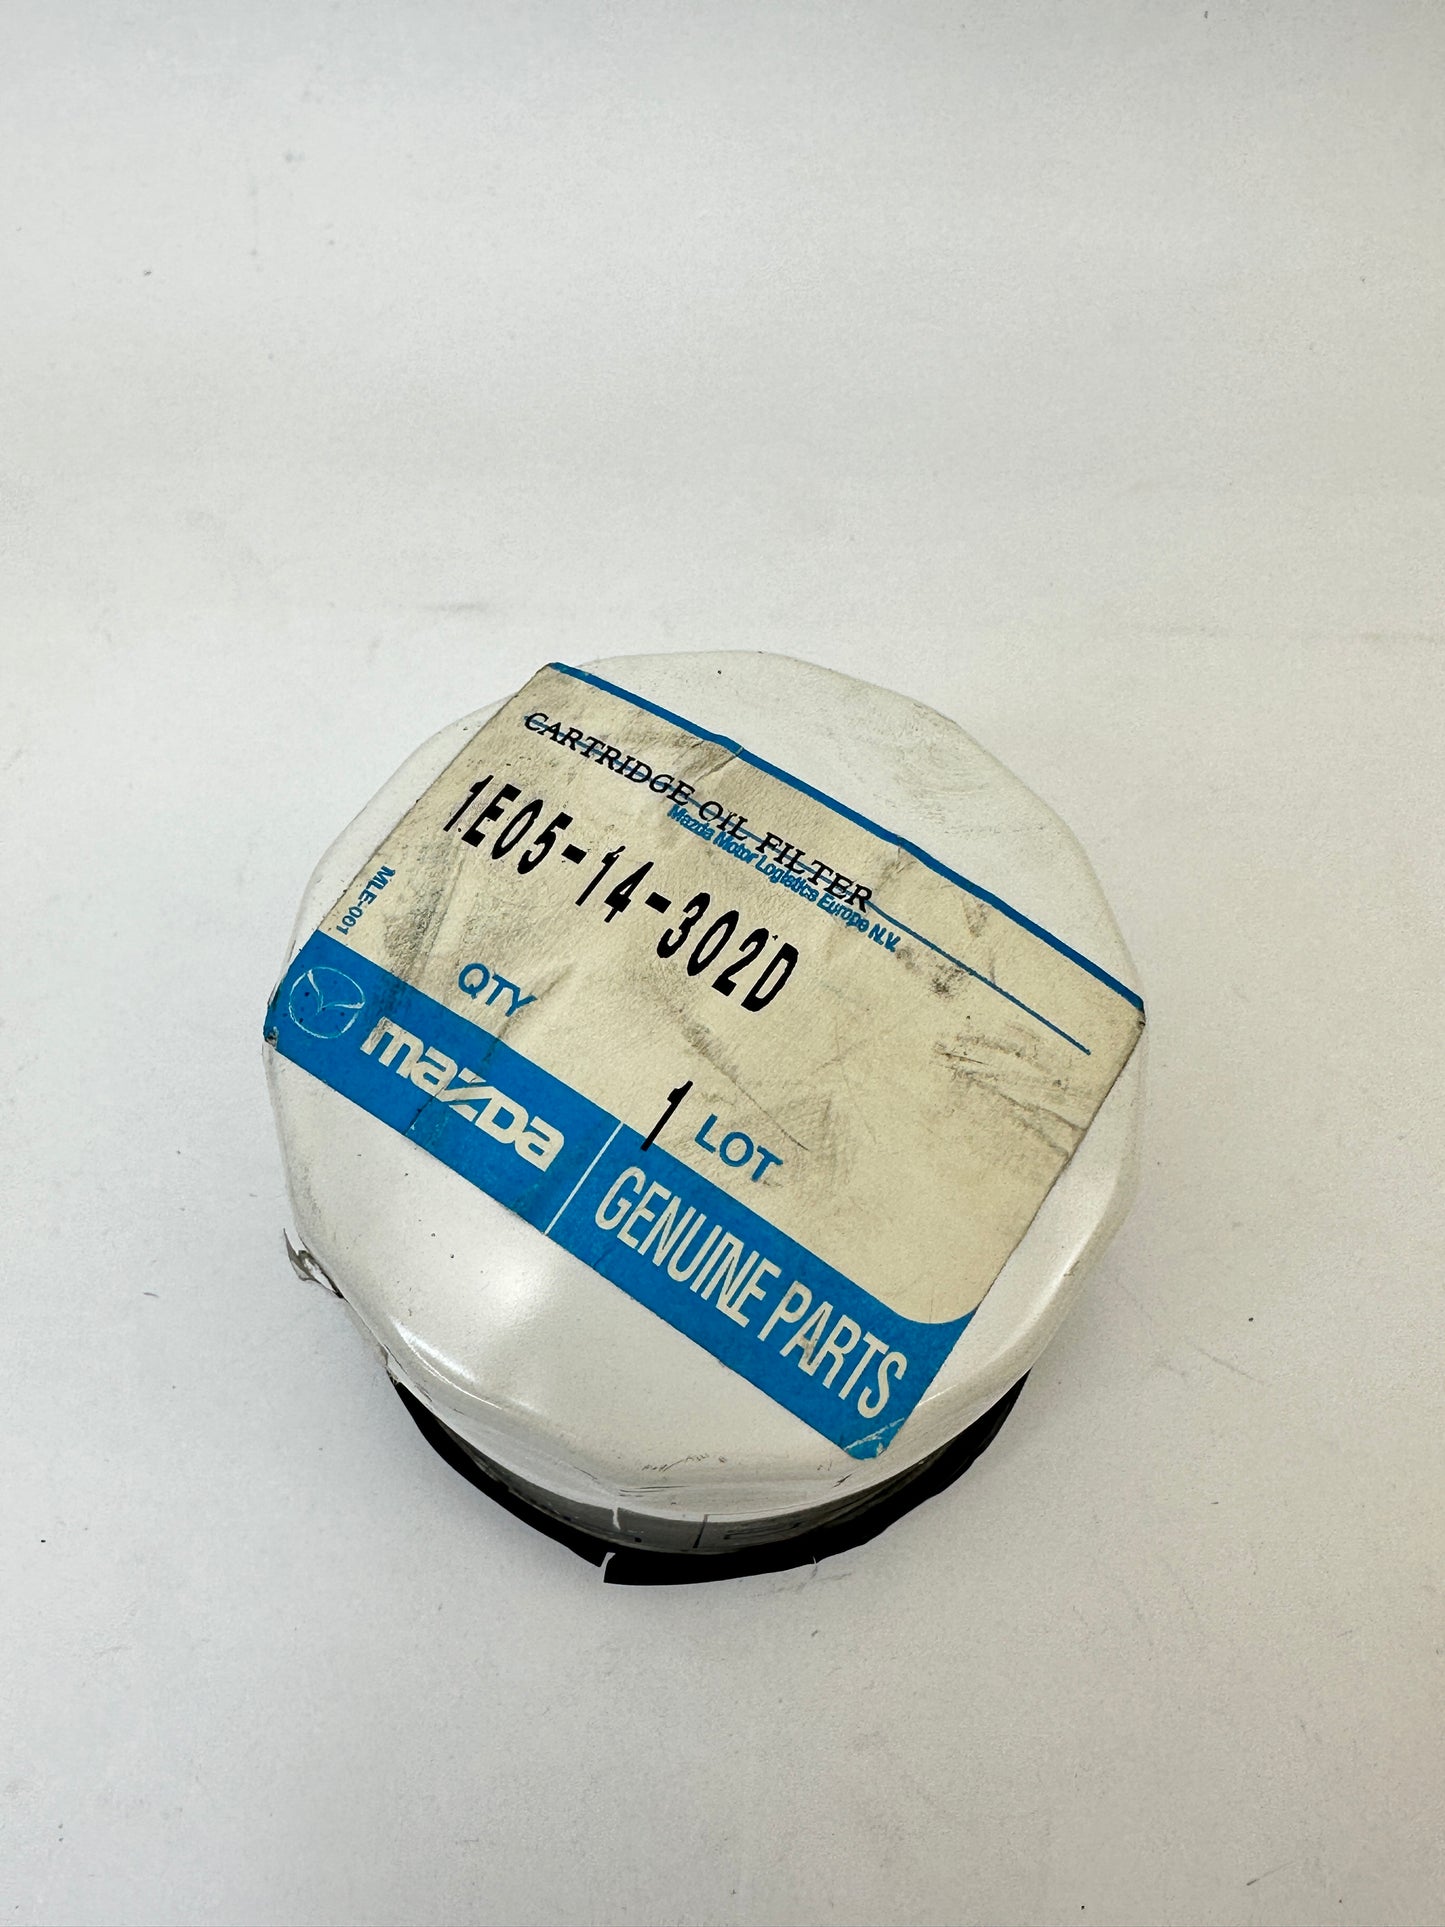 CARTRIDGE OIL FILTER
Mazda Motor Logistics Europe N.V.
1E05-14-302D
MLE-001
QTY 1 LOT
mazda GENUINE PARTS